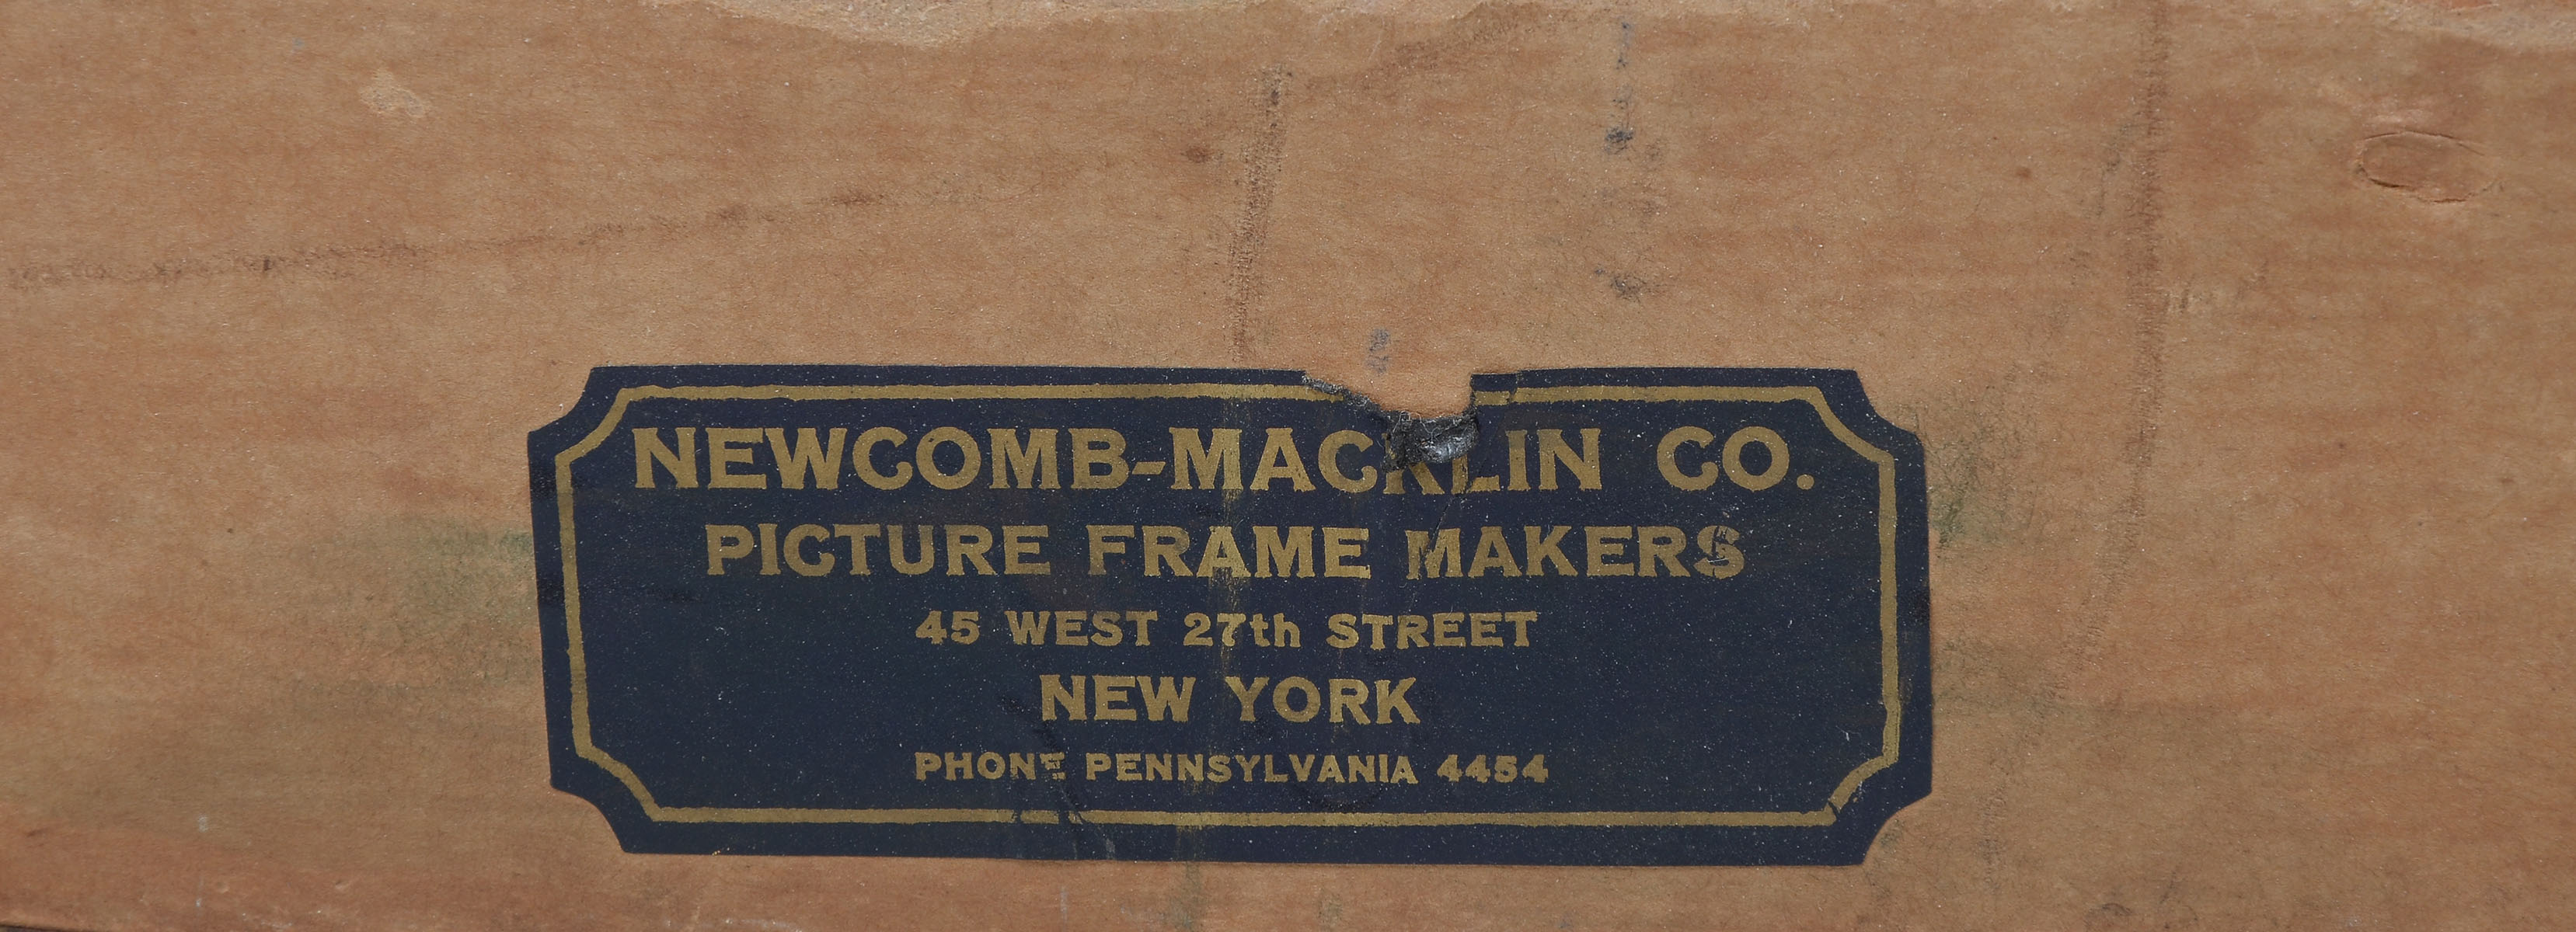 NEWCOMB-MACKLIN CO.
PICTURE FRAME MAKERS
45 WEST 27th STREET
NEW YORK
PHONE PENNSYLVANIA 4454